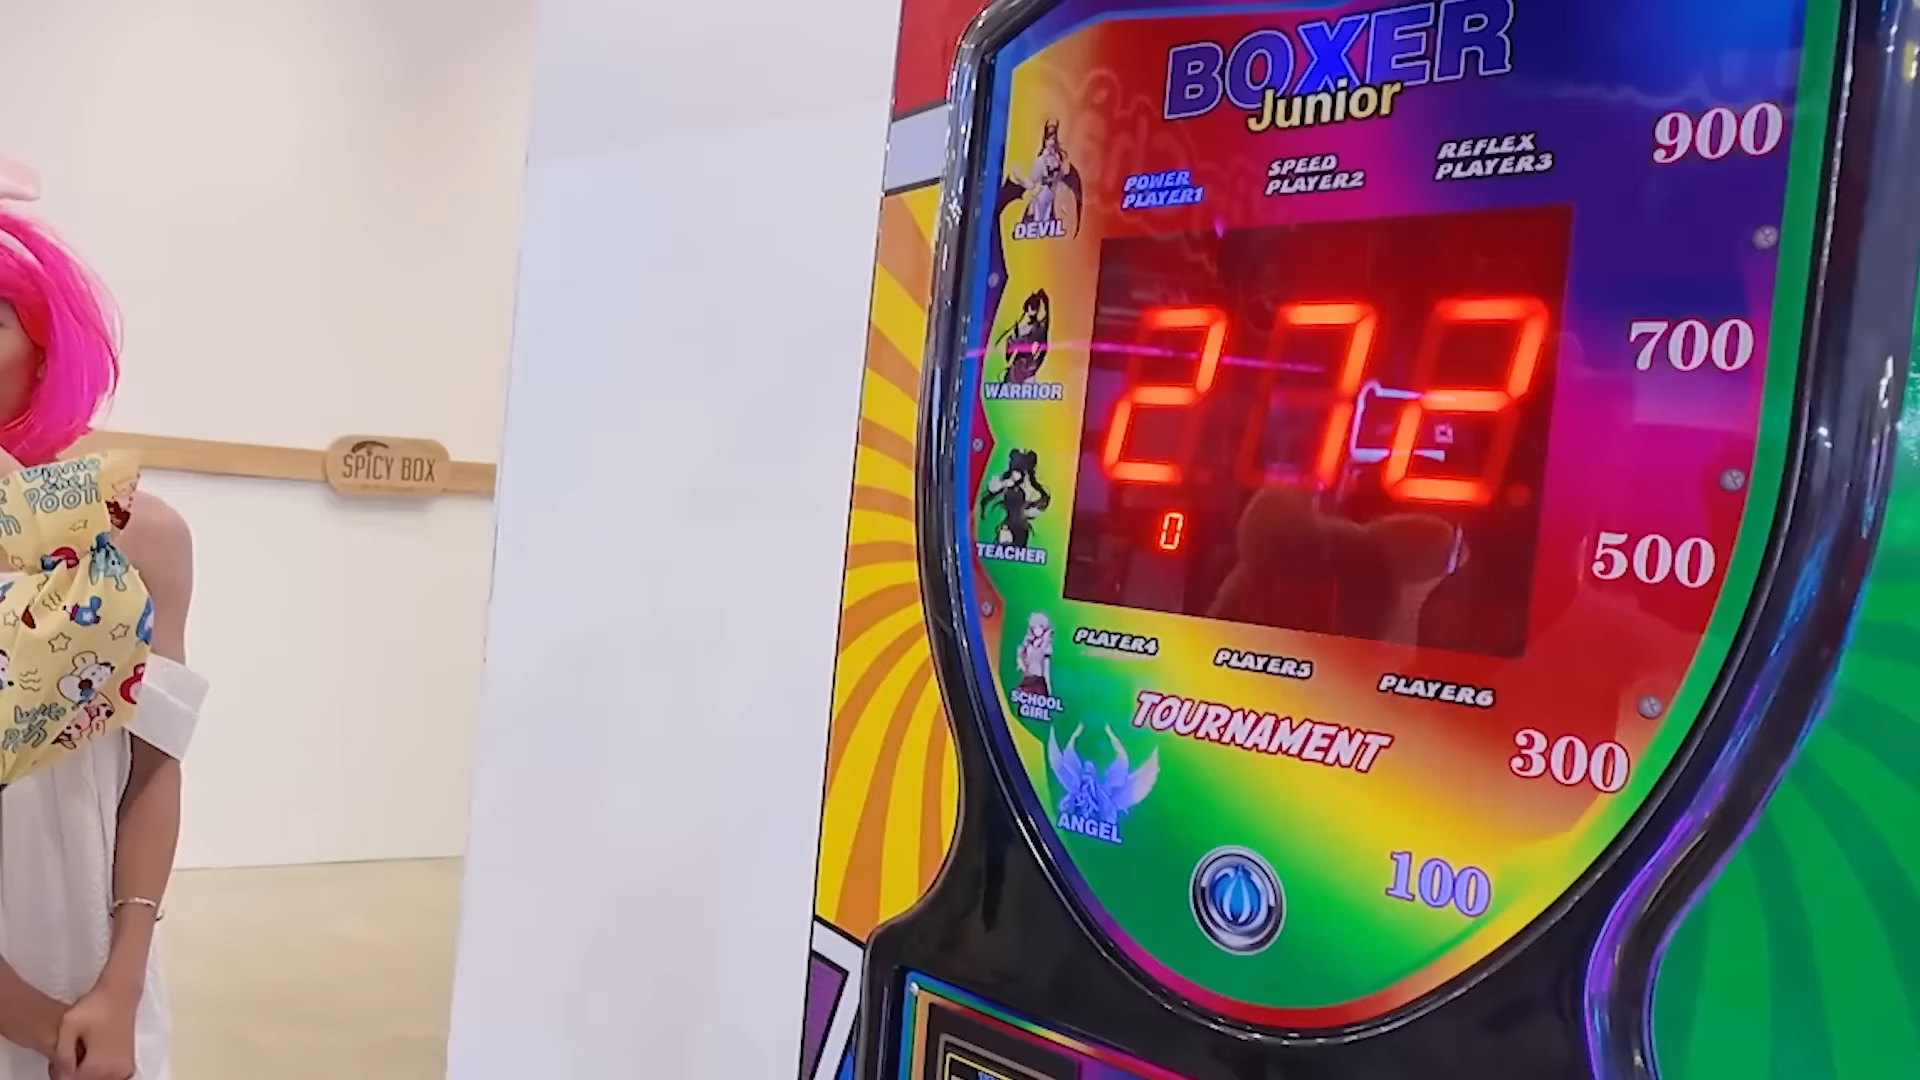 BOXER
Junior
POWER
PLAYER1
SPEED
PLAYER2
REFLEX
PLAYER3
900
DEVIL
WARRIOR
700
272
SPICY BOX
Winnie
the
Pooh
0
TEACHER
500
PLAYER4
PLAYER5
PLAYER6
SCHOOL
GIRL
TOURNAMENT
300
ANGEL
100